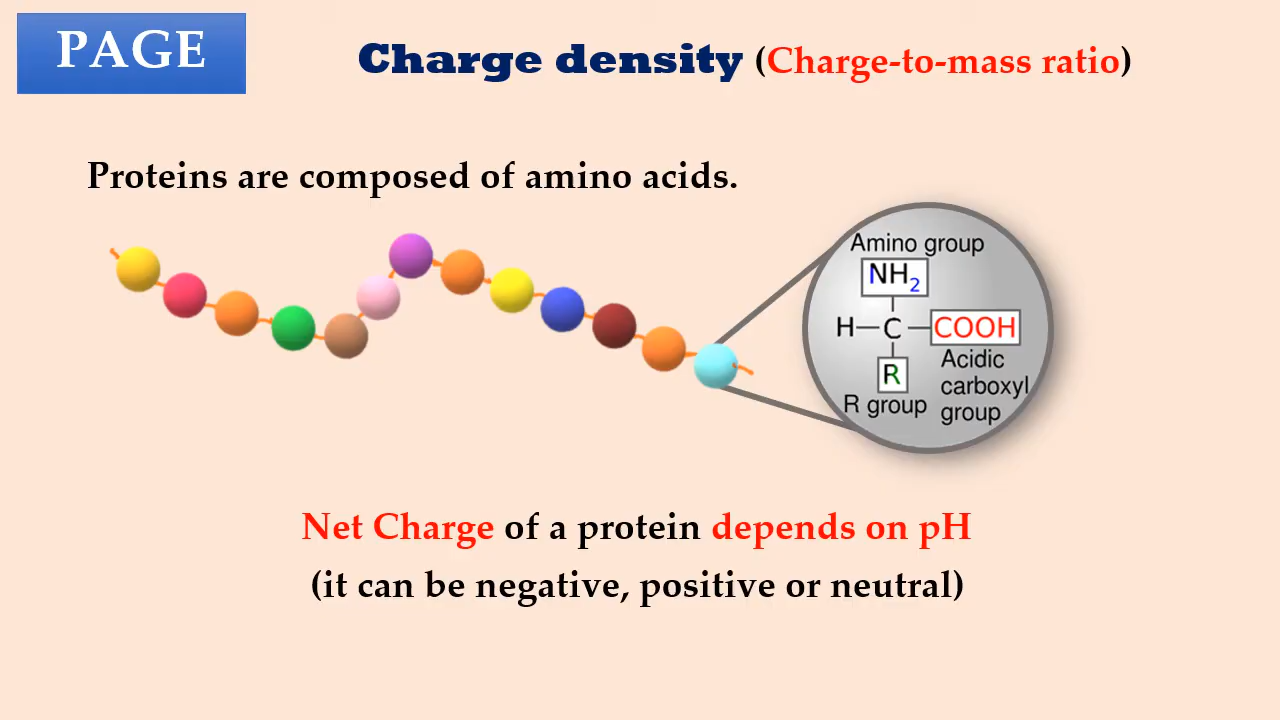 PAGE
Charge density (Charge-to-mass ratio)
Proteins are composed of amino acids.
Amino group
NH2
H C COOH
R
Acidic
carboxyl
group
R group
Net Charge of a protein depends on pH
(it can be negative, positive or neutral)